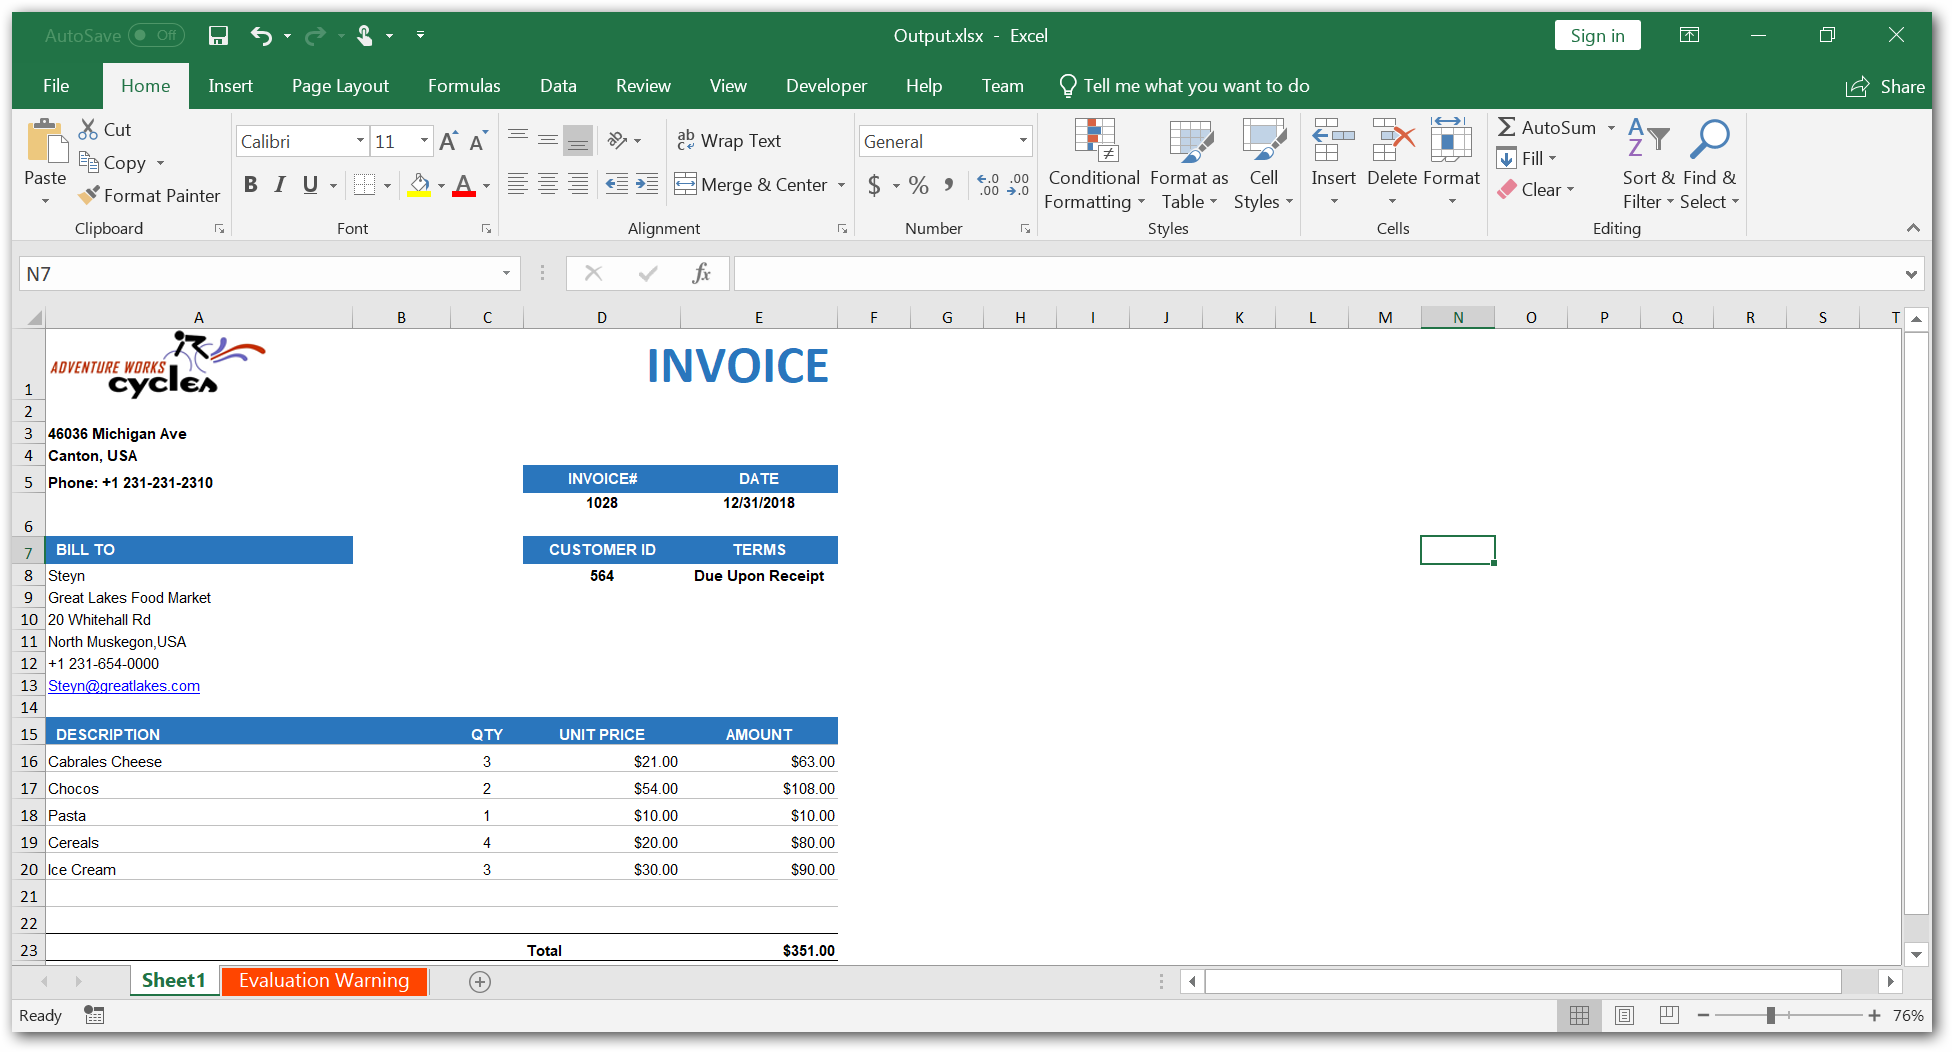 AutoSave Off Output.xlsx - Excel Sign in
File Home Insert Page Layout Formulas Data Review View Developer Help Team Tell me what you want to do Share
Paste Cut Copy Format Painter
Clipboard
Calibri 11 A A
B I U A
Font
ab c Wrap Text
Merge & Center
Alignment
General
$ % , .0 .00 .00 .0
Number
Conditional Formatting Format as Table Cell Styles
Styles
Insert Delete Format
Cells
AutoSum Fill Clear
A Z Sort & Filter Find & Select
Editing
N7 fx
A B C D E F G H I J K L M N O P Q R S T
ADVENTURE WORKS
cycles
INVOICE
1
2
3 46036 Michigan Ave
4 Canton, USA
5 Phone: +1 231-231-2310 INVOICE# DATE
6 1028 12/31/2018
7 BILL TO CUSTOMER ID TERMS
8 Steyn 564 Due Upon Receipt
9 Great Lakes Food Market
10 20 Whitehall Rd
11 North Muskegon,USA
12 +1 231-654-0000
13 Steyn@greatlakes.com
14
15 DESCRIPTION QTY UNIT PRICE AMOUNT
16 Cabrales Cheese 3 $21.00 $63.00
17 Chocos 2 $54.00 $108.00
18 Pasta 1 $10.00 $10.00
19 Cereals 4 $20.00 $80.00
20 Ice Cream 3 $30.00 $90.00
21
22
23 Total $351.00
Sheet1 Evaluation Warning
Ready 76%